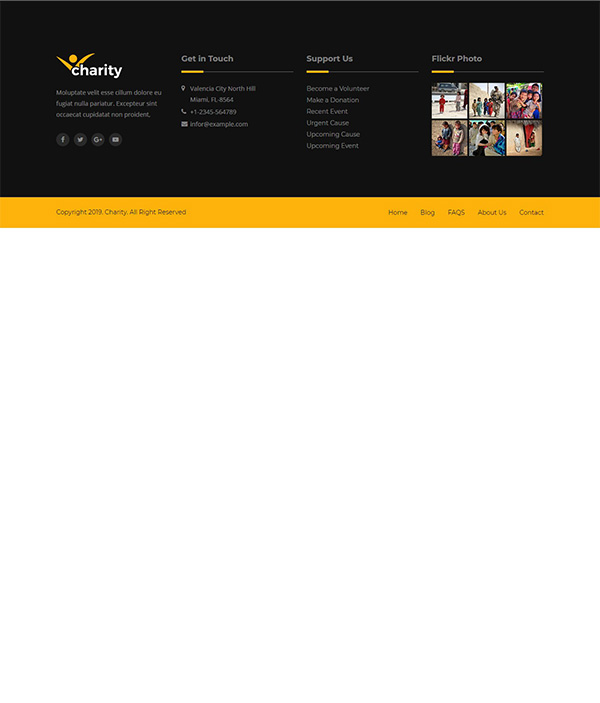 charity
Moluptate velit esse cillum dolore eu
fugiat nulla pariatur. Excepteur sint
occaecat cupidatat non proident.
Get in Touch
Valencia City North Hill
Miami, FL-8564
+1-2345-564789
infor@example.com
Support Us
Become a Volunteer
Make a Donation
Recent Event
Urgent Cause
Upcoming Cause
Upcoming Event
Flickr Photo
Copyright 2019. Charity. All Right Reserved
Home Blog FAQS About Us Contact